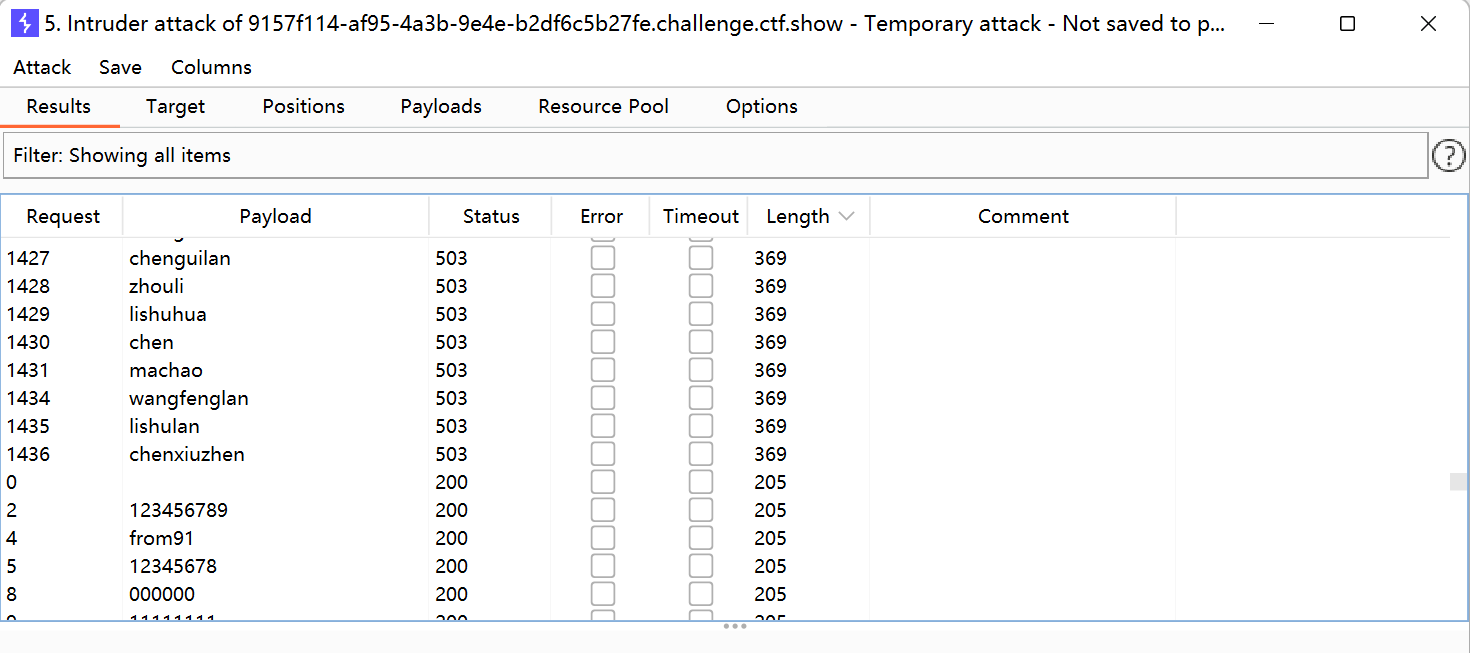 5. Intruder attack of 9157f114-af95-4a3b-9e4e-b2df6c5b27fe.challenge.ctf.show - Temporary attack - Not saved to p...
Attack Save Columns
Results Target Positions Payloads Resource Pool Options
Filter: Showing all items
?
Request Payload Status Error Timeout Length Comment
1427 chenguilan 503 369
1428 zhouli 503 369
1429 lishuhua 503 369
1430 chen 503 369
1431 machao 503 369
1434 wangfenglan 503 369
1435 lishulan 503 369
1436 chenxiuzhen 503 369
0 200 205
2 123456789 200 205
4 from91 200 205
5 12345678 200 205
8 000000 200 205
9 11111111 200 205